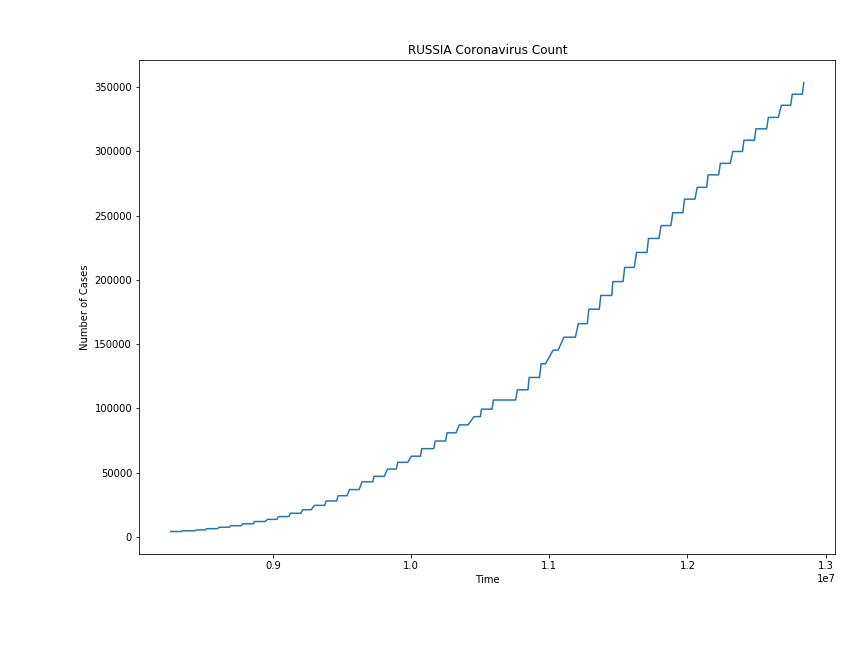 RUSSIA Coronavirus Count
350000
300000
250000
200000
150000
100000
50000
0
Number of Cases
0.9 1.0 1.1 1.2 1.3
1e7
Time